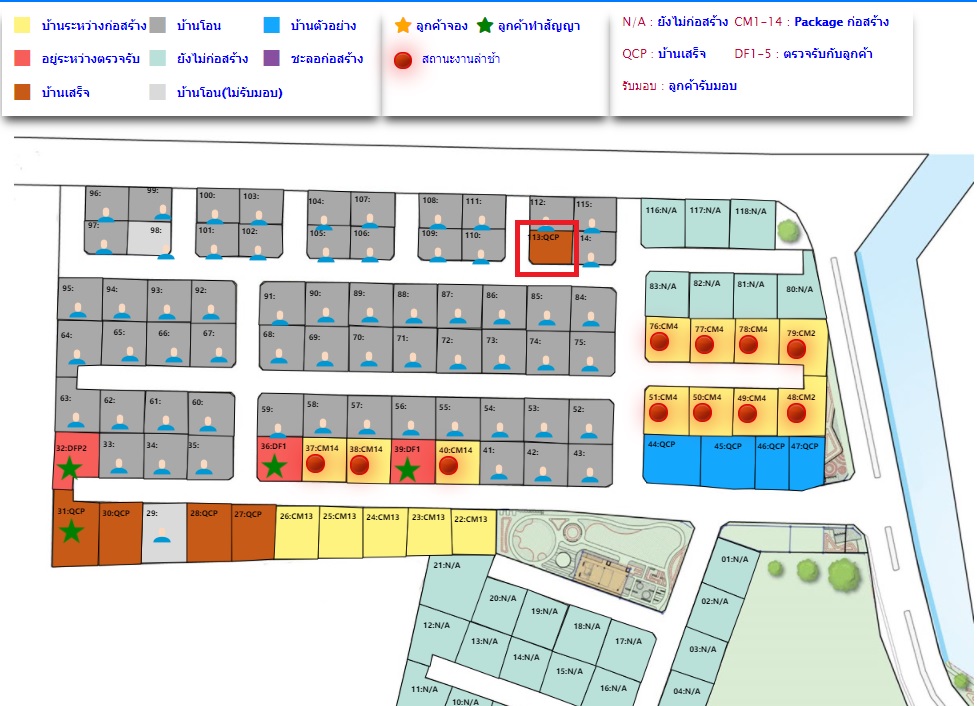 บ้านระหว่างก่อสร้าง บ้านโอน บ้านตัวอย่าง
อยู่ระหว่างตรวจรับ ยังไม่ก่อสร้าง ชะลอก่อสร้าง
บ้านเสร็จ บ้านโอน(ไม่รับมอบ)
ลูกค้าจอง ลูกค้าทำสัญญา
สถานะงานล่าช้า
N/A : ยังไม่ก่อสร้าง CM1-14 : Package ก่อสร้าง
QCP : บ้านเสร็จ DF1-5 : ตรวจรับกับลูกค้า
รับมอบ : ลูกค้ารับมอบ
96: 99: 100: 103: 104: 107: 108: 111: 112: 115: 116:N/A 117:N/A 118:N/A
97: 98: 101: 102: 105: 106: 109: 110: 113:QCP 14:
95: 94: 93: 92: 91: 90: 89: 88: 87: 86: 85: 84: 83:N/A 82:N/A 81:N/A 80:N/A
64: 65: 66: 67: 68: 69: 70: 71: 72: 73: 74: 75: 76:CM4 77:CM4 78:CM4 79:CM2
63: 62: 61: 60: 59: 58: 57: 56: 55: 54: 53: 52: 51:CM4 50:CM4 49:CM4 48:CM2
32:DFP2 33: 34: 35: 36:DF1 37:CM14 38:CM14 39:DF1 40:CM14 41: 42: 43: 44:QCP 45:QCP 46:QCP 47:QCP
31:QCP 30:QCP 29: 28:QCP 27:QCP 26:CM13 25:CM13 24:CM13 23:CM13 22:CM13
21:N/A 01:N/A
20:N/A 19:N/A 18:N/A 17:N/A 02:N/A
12:N/A 13:N/A 14:N/A 15:N/A 16:N/A 03:N/A
11:N/A 10:N/A 04:N/A